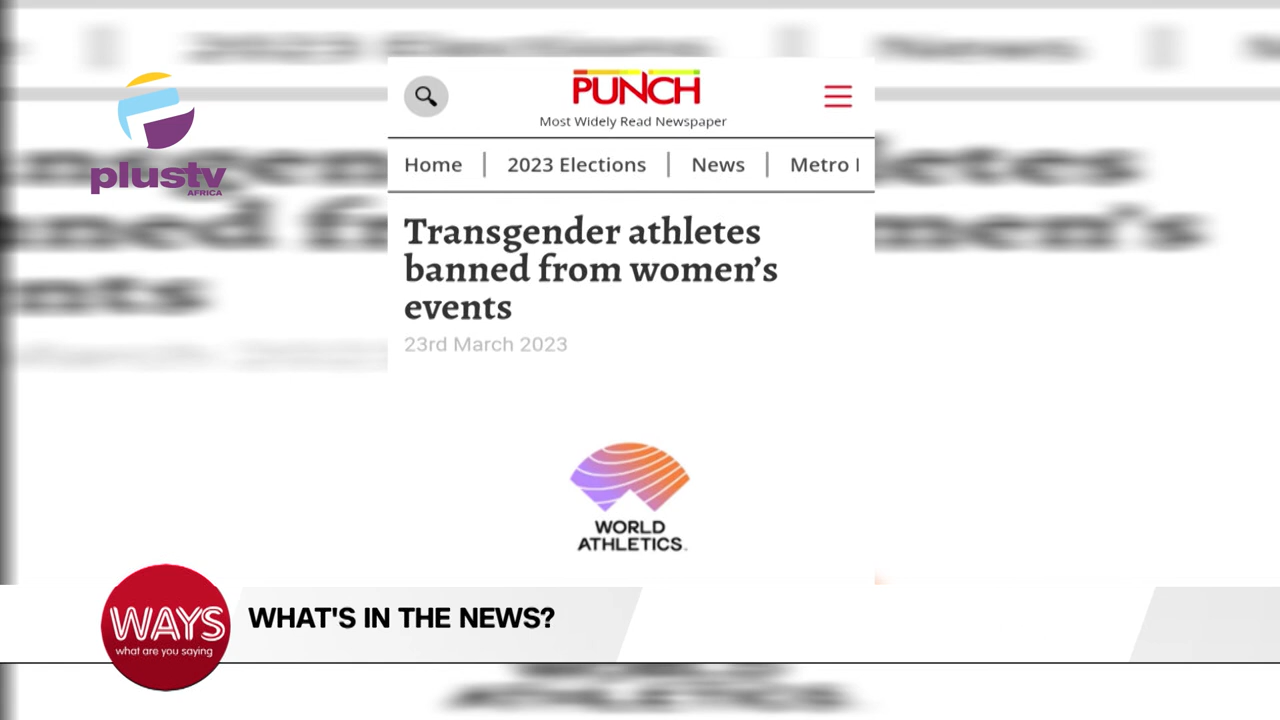 plustv
AFRICA
PUNCH
Most Widely Read Newspaper
Home | 2023 Elections | News | Metro
Transgender athletes
banned from women's
events
23rd March 2023
WORLD
ATHLETICS
WAYS
what are you saying
WHAT'S IN THE NEWS?